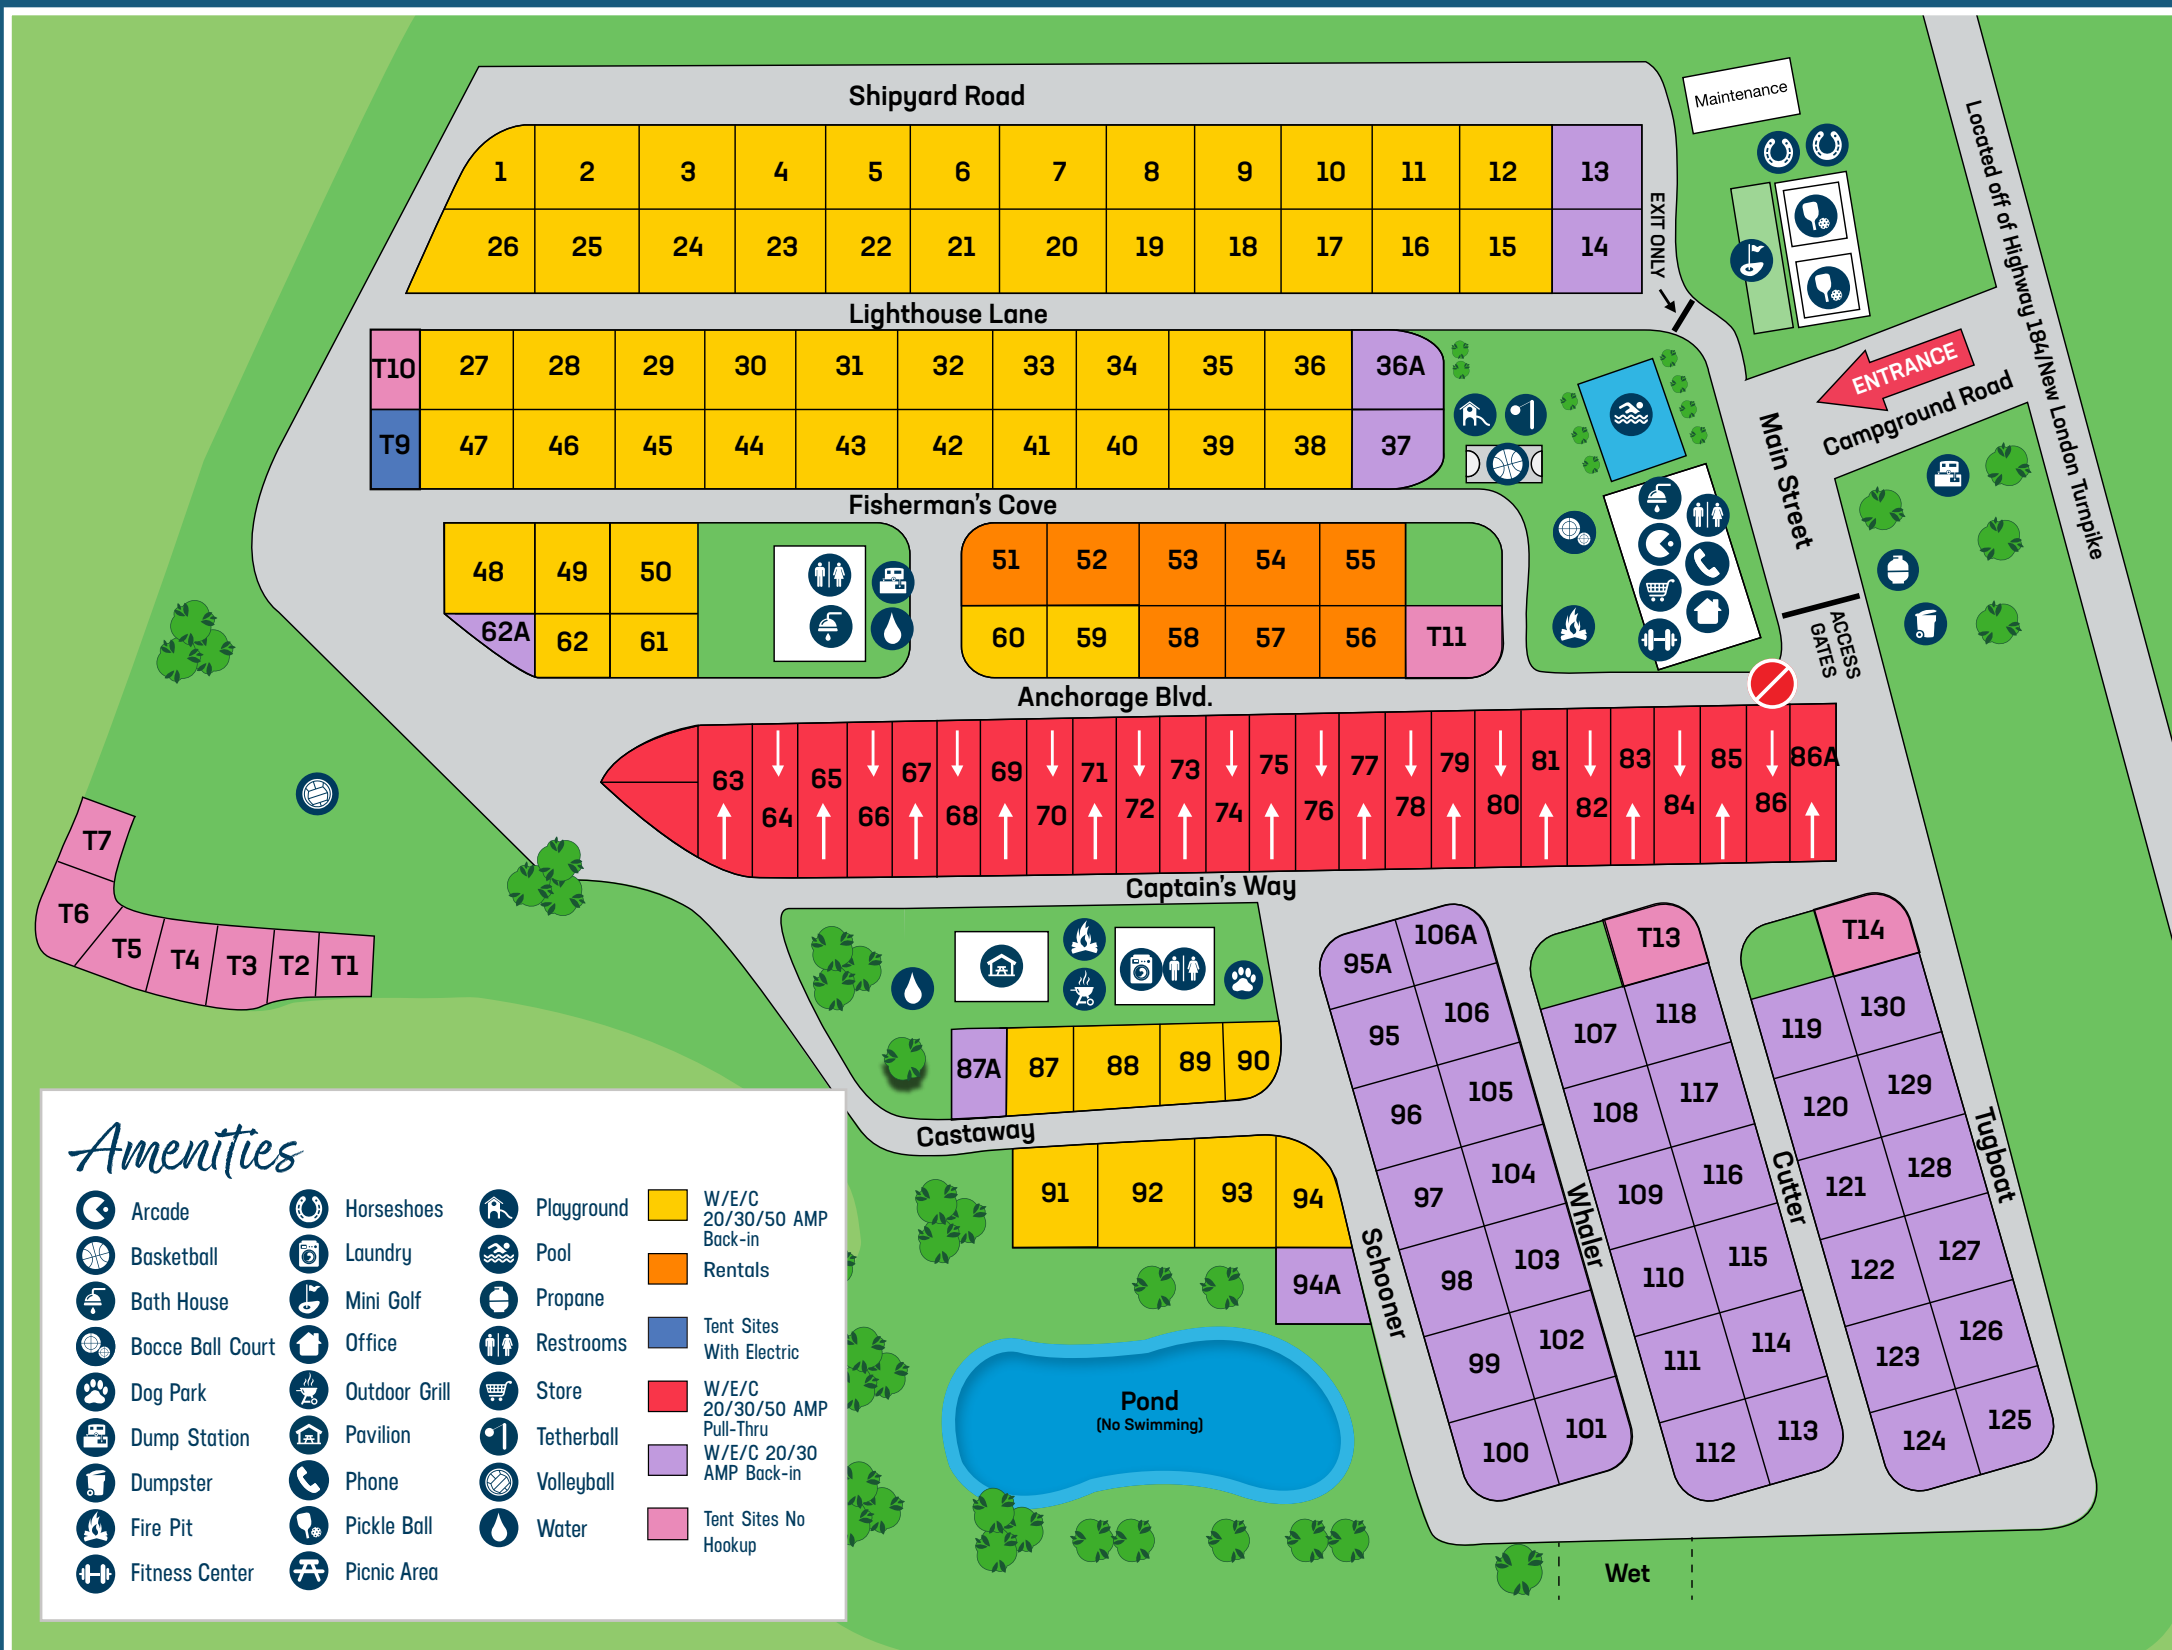 Shipyard Road
Maintenance
1 2 3 4 5 6 7 8 9 10 11 12 13
26 25 24 23 22 21 20 19 18 17 16 15 14
EXIT ONLY
Located off of Highway 184/New London Turnpike
Lighthouse Lane
T10 27 28 29 30 31 32 33 34 35 36 36A
T9 47 46 45 44 43 42 41 40 39 38 37
ENTRANCE
Campground Road
Main Street
Fisherman's Cove
48 49 50 51 52 53 54 55
62A 62 61 60 59 58 57 56 T11
ACCESS
GATES
Anchorage Blvd.
63 65 67 69 71 73 75 77 79 81 83 85 86A
64 66 68 70 72 74 76 78 80 82 84 86
Captain's Way
T7
T6
T5 T4 T3 T2 T1
87A 87 88 89 90
Castaway
91 92 93 94
94A
95A 106A
95 106
96 105
97 104
98 103
99 102
100 101
Schooner
T13
107 118
108 117
109 116
110 115
111 114
112 113
Whaler
T14
119 130
120 129
121 128
122 127
123 126
124 125
Cutter
Tugboat
Pond
(No Swimming)
Wet
Amenities
Arcade
Basketball
Bath House
Bocce Ball Court
Dog Park
Dump Station
Dumpster
Fire Pit
Fitness Center
Horseshoes
Laundry
Mini Golf
Office
Outdoor Grill
Pavilion
Phone
Pickle Ball
Picnic Area
Playground
Pool
Propane
Restrooms
Store
Tetherball
Volleyball
Water
W/E/C
20/30/50 AMP
Back-in
Rentals
Tent Sites
With Electric
W/E/C
20/30/50 AMP
Pull-Thru
W/E/C 20/30
AMP Back-in
Tent Sites No
Hookup